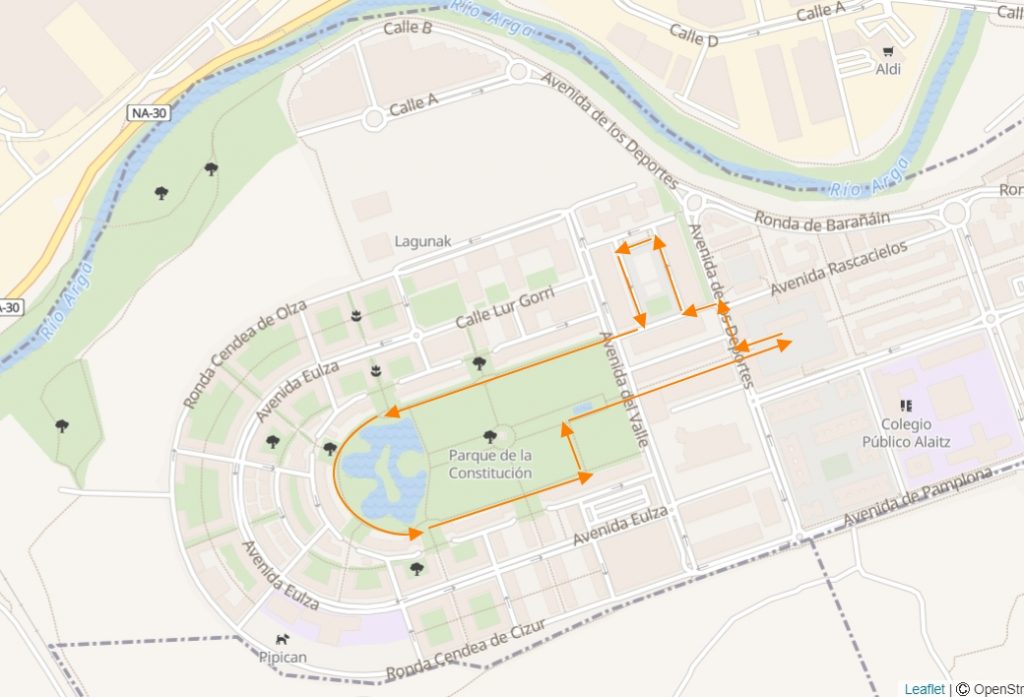 Río Arga
Calle B
Calle A
Calle D
Calle A
Call
Aldi
NA-30
Calle A
Avenida de los Deportes
Río Arga
Río Arga
A-30
Ron
Ronda de Barañáin
Lagunak
Avenida Rascacielos
Avenida de los Deportes
Calle Lur Gorri
Ronda Cendea de Olza
Avenida Eulza
Avenida del Valle
Colegio
Público Alaitz
Parque de la
Constitución
Avenida de Pamplona
Avenida Eulza
Avenida Eulza
Ronda Cendea de Cizur
Pipican
Leaflet | © OpenStr